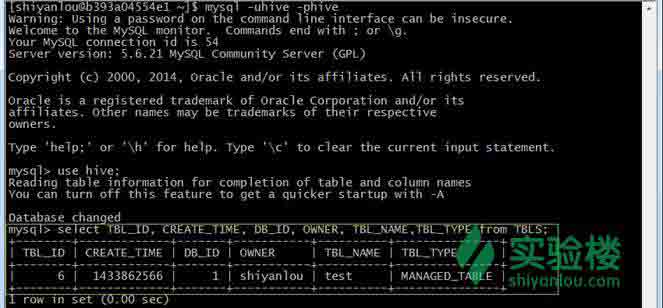 [shiyanlou@b393a04554e1 ~]$ mysql -uhive -phive
Warning: Using a password on the command line interface can be insecure.
Welcome to the MySQL monitor.  Commands end with ; or \g.
Your MySQL connection id is 54
Server version: 5.6.21 MySQL Community Server (GPL)

Copyright (c) 2000, 2014, Oracle and/or its affiliates. All rights reserved.

Oracle is a registered trademark of Oracle Corporation and/or its
affiliates. Other names may be trademarks of their respective
owners.

Type 'help;' or '\h' for help. Type '\c' to clear the current input statement.

mysql> use hive;
Reading table information for completion of table and column names
You can turn off this feature to get a quicker startup with -A

Database changed
mysql> select TBL_ID, CREATE_TIME, DB_ID, OWNER, TBL_NAME,TBL_TYPE from TBLS;
+--------+-------------+-------+-----------+----------+---------------+
| TBL_ID | CREATE_TIME | DB_ID | OWNER     | TBL_NAME | TBL_TYPE      |
+--------+-------------+-------+-----------+----------+---------------+
|      6 |  1433862566 |     1 | shiyanlou | test     | MANAGED_TABLE |
+--------+-------------+-------+-----------+----------+---------------+
1 row in set (0.00 sec)
实验楼
shiyanlou.com